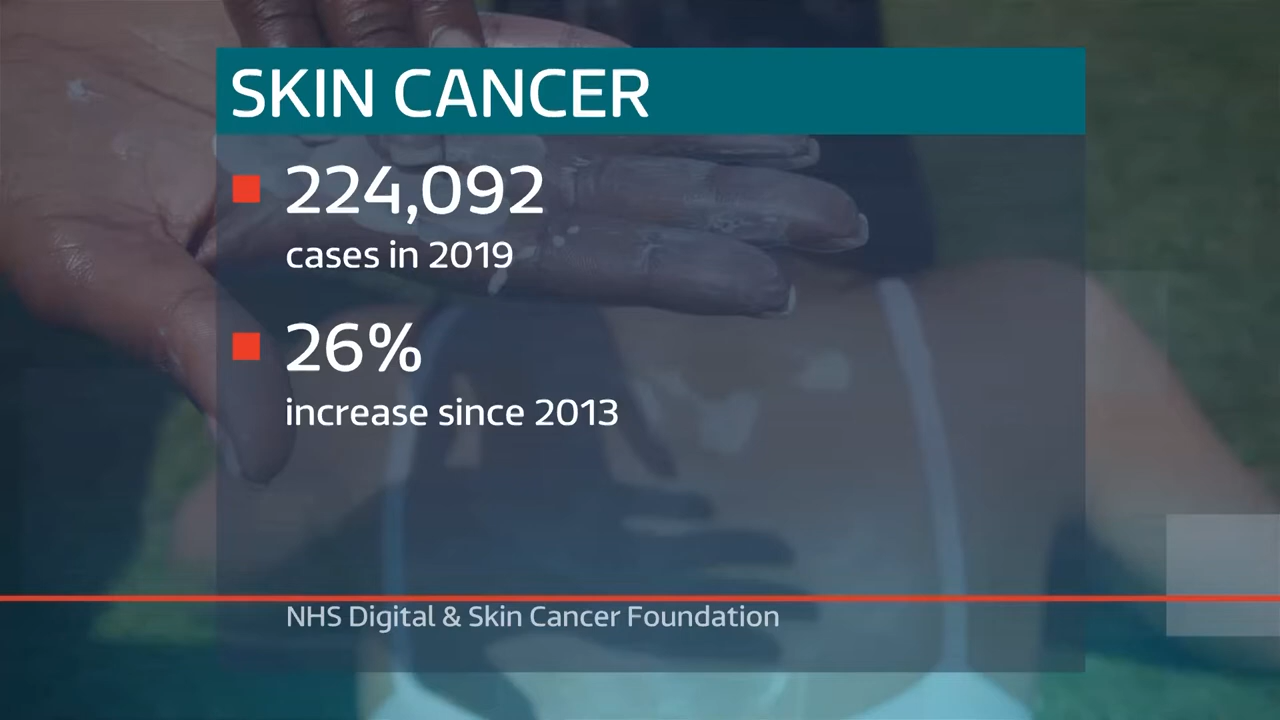 SKIN CANCER
224,092
cases in 2019
26%
increase since 2013
NHS Digital & Skin Cancer Foundation